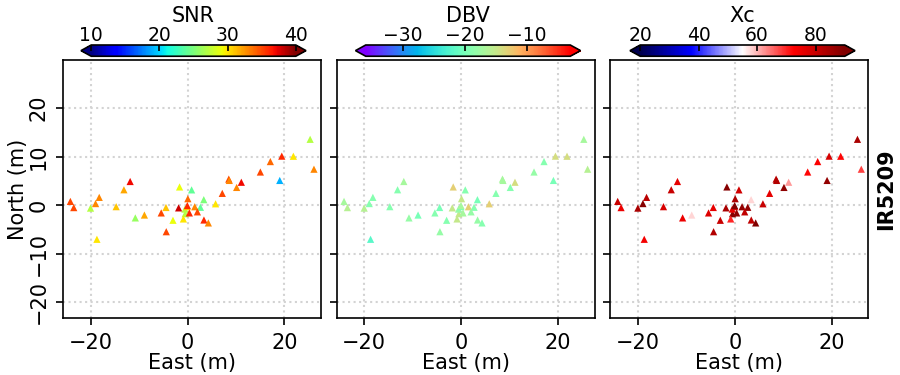 SNR DBV Xc
10 20 30 40 −30 −20 −10 20 40 60 80
20
10
0
−10
−20
North (m)
IR5209
−20 0 20 −20 0 20 −20 0 20
East (m) East (m) East (m)